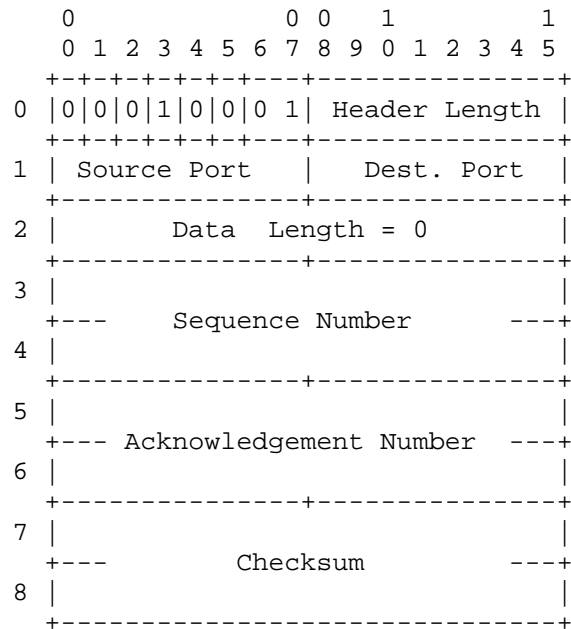 0 0 0 1 1
0 1 2 3 4 5 6 7 8 9 0 1 2 3 4 5
+-+-+-+-+-+-+---+---------------+
0 |0|0|0|1|0|0|0 1| Header Length |
+-+-+-+-+-+-+---+---------------+
1 | Source Port | Dest. Port |
+---------------+---------------+
2 | Data Length = 0 |
+---------------+---------------+
3 | |
+--- Sequence Number ---+
4 | |
+---------------+---------------+
5 | |
+--- Acknowledgement Number ---+
6 | |
+---------------+---------------+
7 | |
+--- Checksum ---+
8 | |
+-------------------------------+